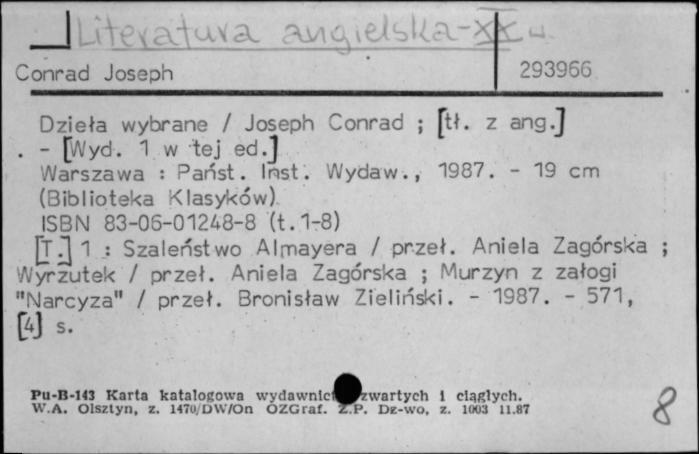 Literatura angielska-XX w.
Conrad Joseph 293966
Dzieła wybrane / Joseph Conrad ; [tł. z ang.]
. - [Wyd. 1 w tej ed.]
Warszawa : Państ. Inst. Wydaw., 1987. - 19 cm
(Biblioteka Klasyków)
ISBN 83-06-01248-8 (t.1-8)
[T.] 1 : Szaleństwo Almayera / przeł. Aniela Zagórska ;
Wyrzutek / przeł. Aniela Zagórska ; Murzyn z załogi
"Narcyza" / przeł. Bronisław Zieliński. - 1987. - 571,
[4] s.
Pu-B-143 Karta katalogowa wydawnict zwartych i ciągłych.
W.A. Olsztyn, z. 1470/DW/On OZGraf. Z.P. Dz-wo, z. 1003 11.87
8